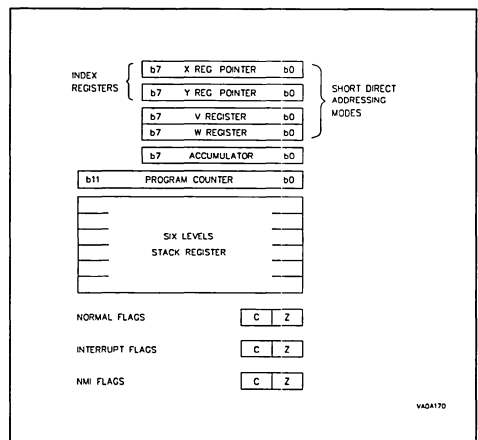 INDEX
REGISTERS
b7 X REG POINTER b0
b7 Y REG POINTER b0
SHORT DIRECT
ADDRESSING
MODES
b7 V REGISTER b0
b7 W REGISTER b0
b7 ACCUMULATOR b0
b11 PROGRAM COUNTER b0
SIX LEVELS
STACK REGISTER
NORMAL FLAGS C Z
INTERRUPT FLAGS C Z
NMI FLAGS C Z
VA0A170